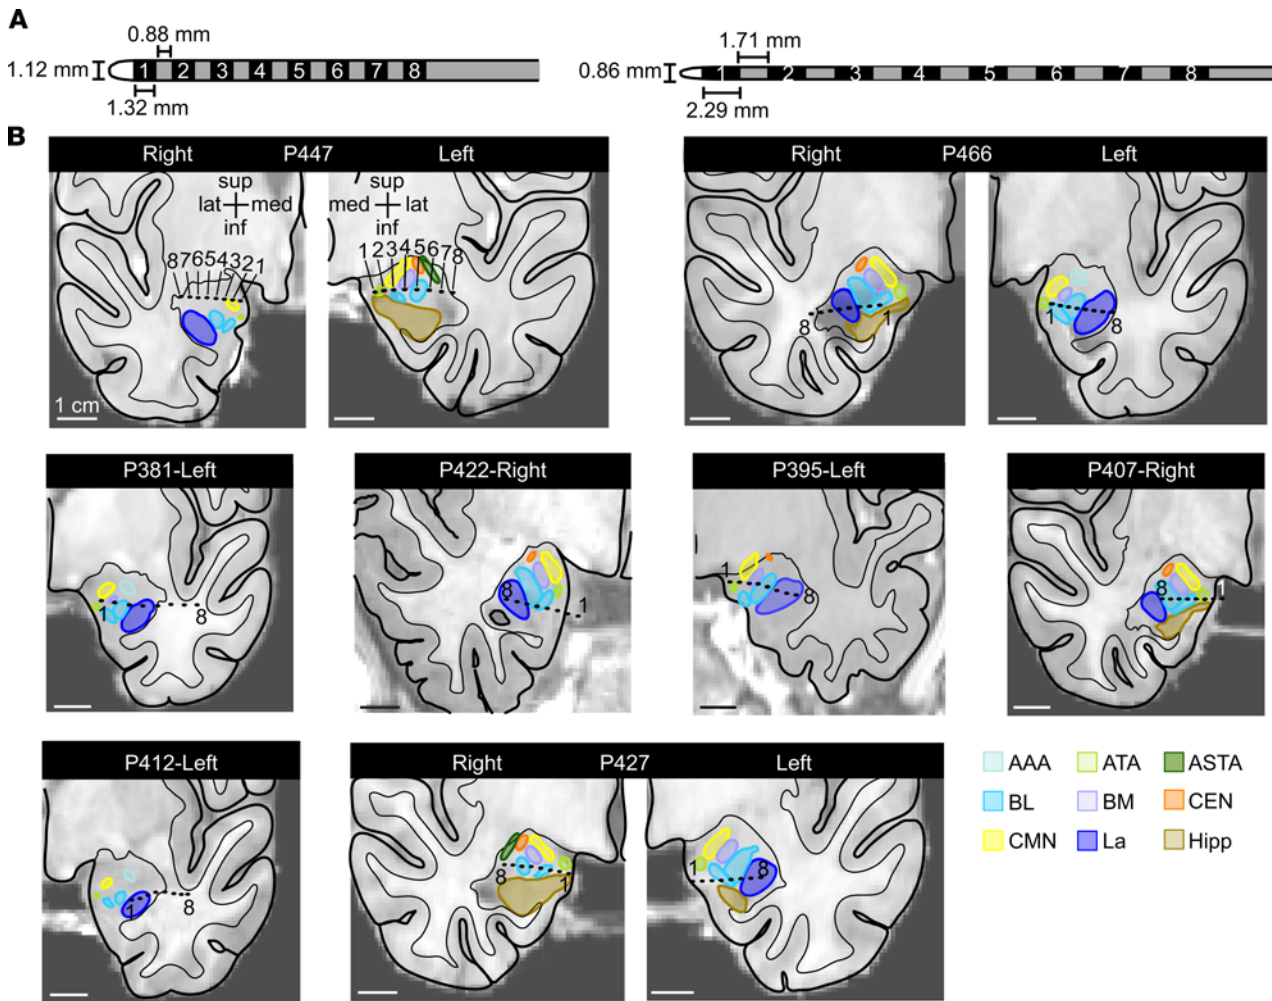 A
0.88 mm
1.12 mm
1 2 3 4 5 6 7 8
1.32 mm
1.71 mm
0.86 mm
1 2 3 4 5 6 7 8
2.29 mm
B
Right P447 Left
sup
lat med
inf
87654321
1 cm
sup
med lat
inf
12345678
Right P466 Left
8 1
1 8
P381-Left
1 8
P422-Right
8 1
P395-Left
1 8
P407-Right
8 1
P412-Left
1 8
Right P427 Left
8 1
1 8
AAA ATA ASTA
BL BM CEN
CMN La Hipp